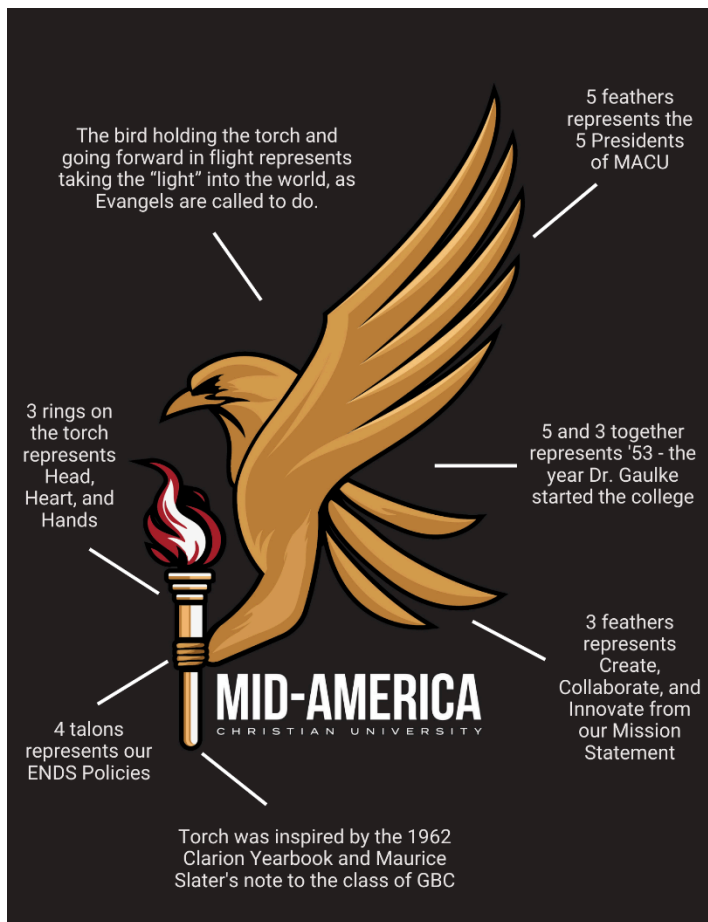 The bird holding the torch and
going forward in flight represents
taking the “light” into the world, as
Evangels are called to do.
5 feathers
represents the
5 Presidents
of MACU
3 rings on
the torch
represents
Head,
Heart, and
Hands
5 and 3 together
represents '53 - the
year Dr. Gaulke
started the college
3 feathers
represents
Create,
Collaborate, and
Innovate from
our Mission
Statement
4 talons
represents our
ENDS Policies
MID-AMERICA
CHRISTIAN UNIVERSITY
Torch was inspired by the 1962
Clarion Yearbook and Maurice
Slater's note to the class of GBC